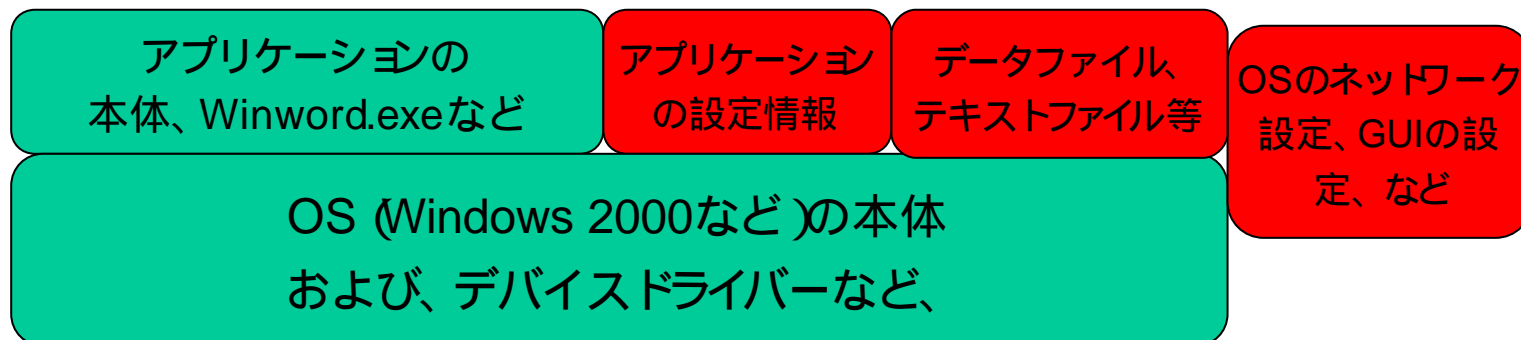 アプリケーションの
本体、Winword.exeなど
アプリケーション
の設定情報
データファイル、
テキストファイル等
OSのネットワーク
設定、GUIの設
定、など
OS (Windows 2000など)の本体
および、デバイスドライバーなど、